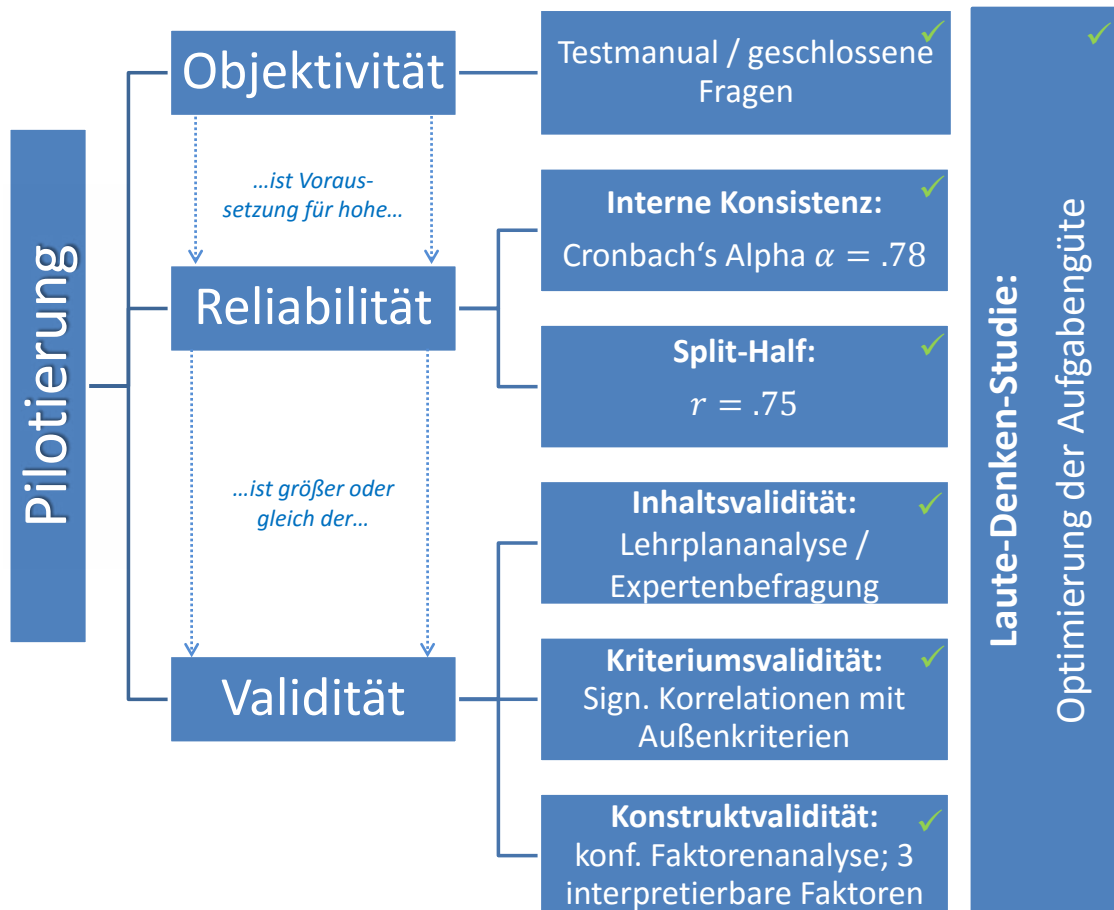 Pilotierung
Objektivität
Testmanual / geschlossene
Fragen
…ist Voraus-
setzung für hohe…
Reliabilität
Interne Konsistenz:
Cronbach‘s Alpha α = .78
Split-Half:
r = .75
…ist größer oder
gleich der…
Validität
Inhaltsvalidität:
Lehrplananalyse /
Expertenbefragung
Kriteriumsvalidität:
Sign. Korrelationen mit
Außenkriterien
Konstruktvalidität:
konf. Faktorenanalyse; 3
interpretierbare Faktoren
Laute-Denken-Studie:
Optimierung der Aufgabengüte